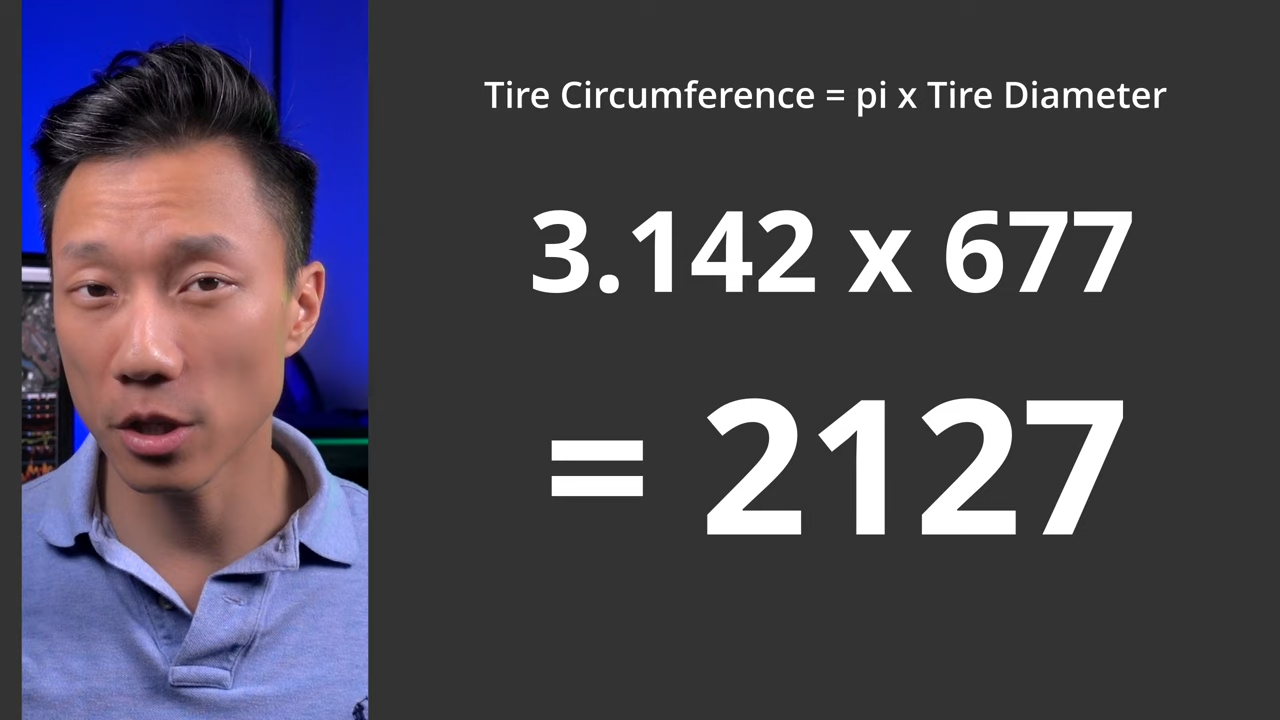 Tire Circumference = pi x Tire Diameter
3.142 x 677
= 2127